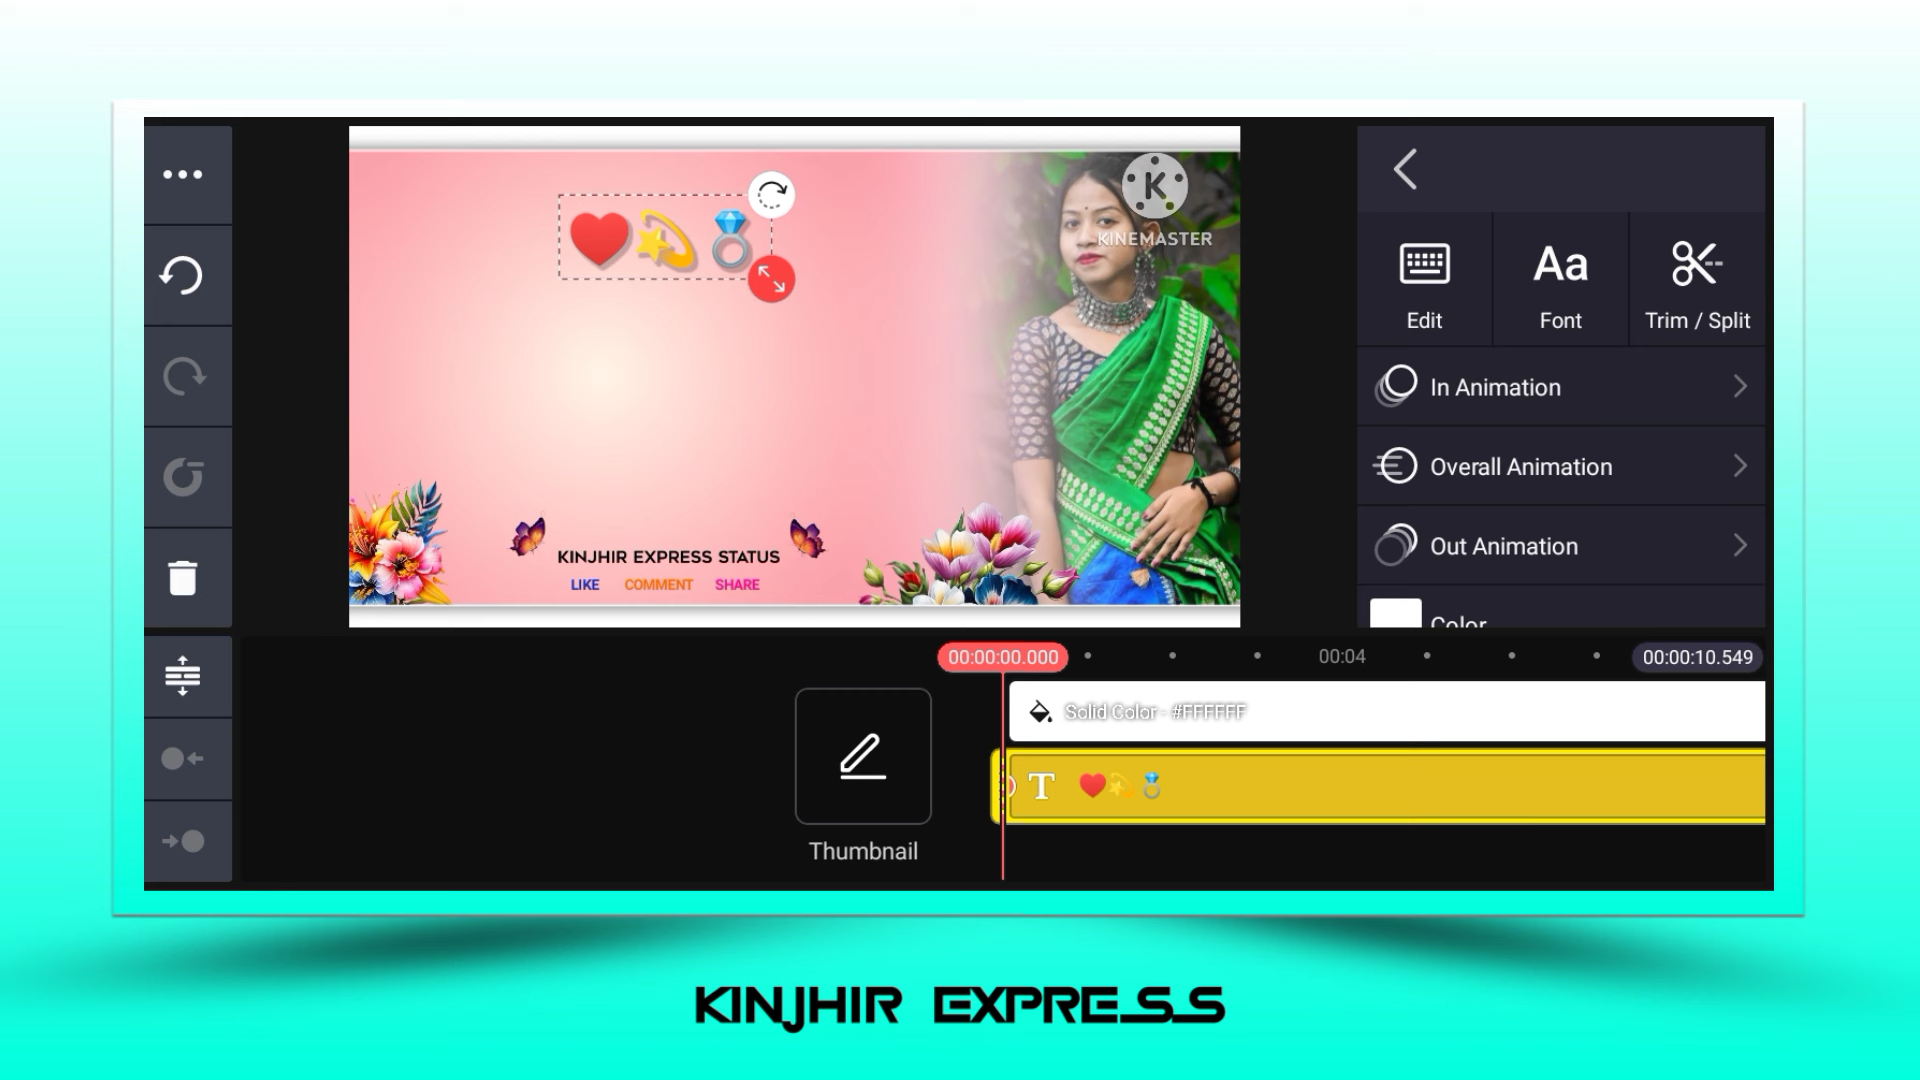 KINEMASTER
KINJHIR EXPRESS STATUS
LIKE COMMENT SHARE
Edit
Font
Trim / Split
In Animation
Overall Animation
Out Animation
Color
00:00:00.000
00:04
00:00:10.549
Solid Color - #FFFFFF
T ❤️💫💍
Thumbnail
KINJHIR EXPRESS